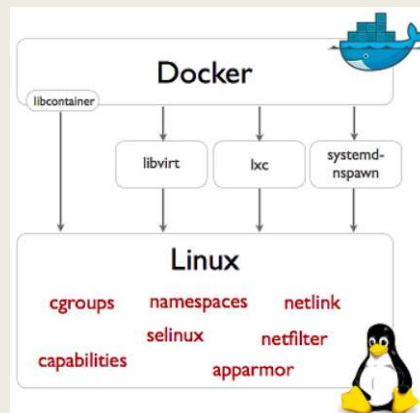 Docker
libcontainer
libvirt
lxc
systemd-
nspawn
Linux
cgroups namespaces netlink
selinux netfilter
capabilities
apparmor